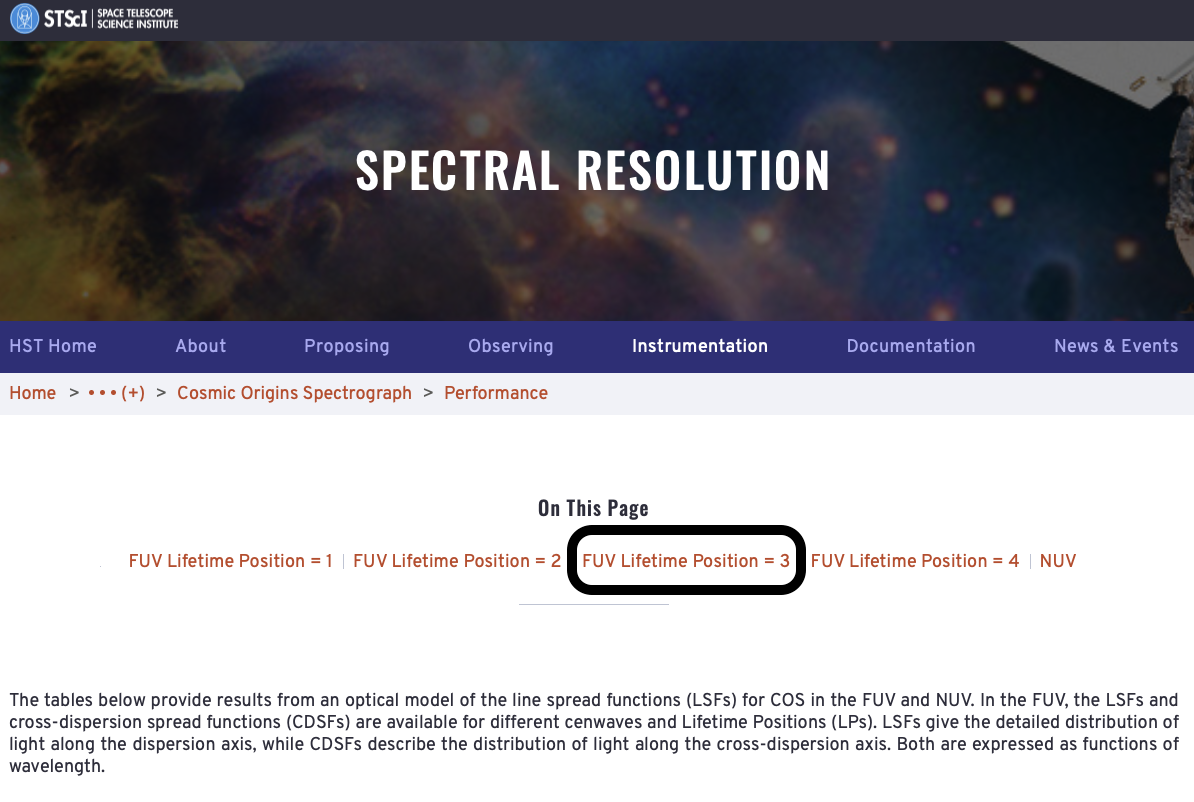 STScI | SPACE TELESCOPE
SCIENCE INSTITUTE
SPECTRAL RESOLUTION
HST Home About Proposing Observing Instrumentation Documentation News & Events
Home > • • • (+) > Cosmic Origins Spectrograph > Performance
On This Page
FUV Lifetime Position = 1 | FUV Lifetime Position = 2 FUV Lifetime Position = 3 FUV Lifetime Position = 4 | NUV
The tables below provide results from an optical model of the line spread functions (LSFs) for COS in the FUV and NUV. In the FUV, the LSFs and
cross-dispersion spread functions (CDSFs) are available for different cenwaves and Lifetime Positions (LPs). LSFs give the detailed distribution of
light along the dispersion axis, while CDSFs describe the distribution of light along the cross-dispersion axis. Both are expressed as functions of
wavelength.